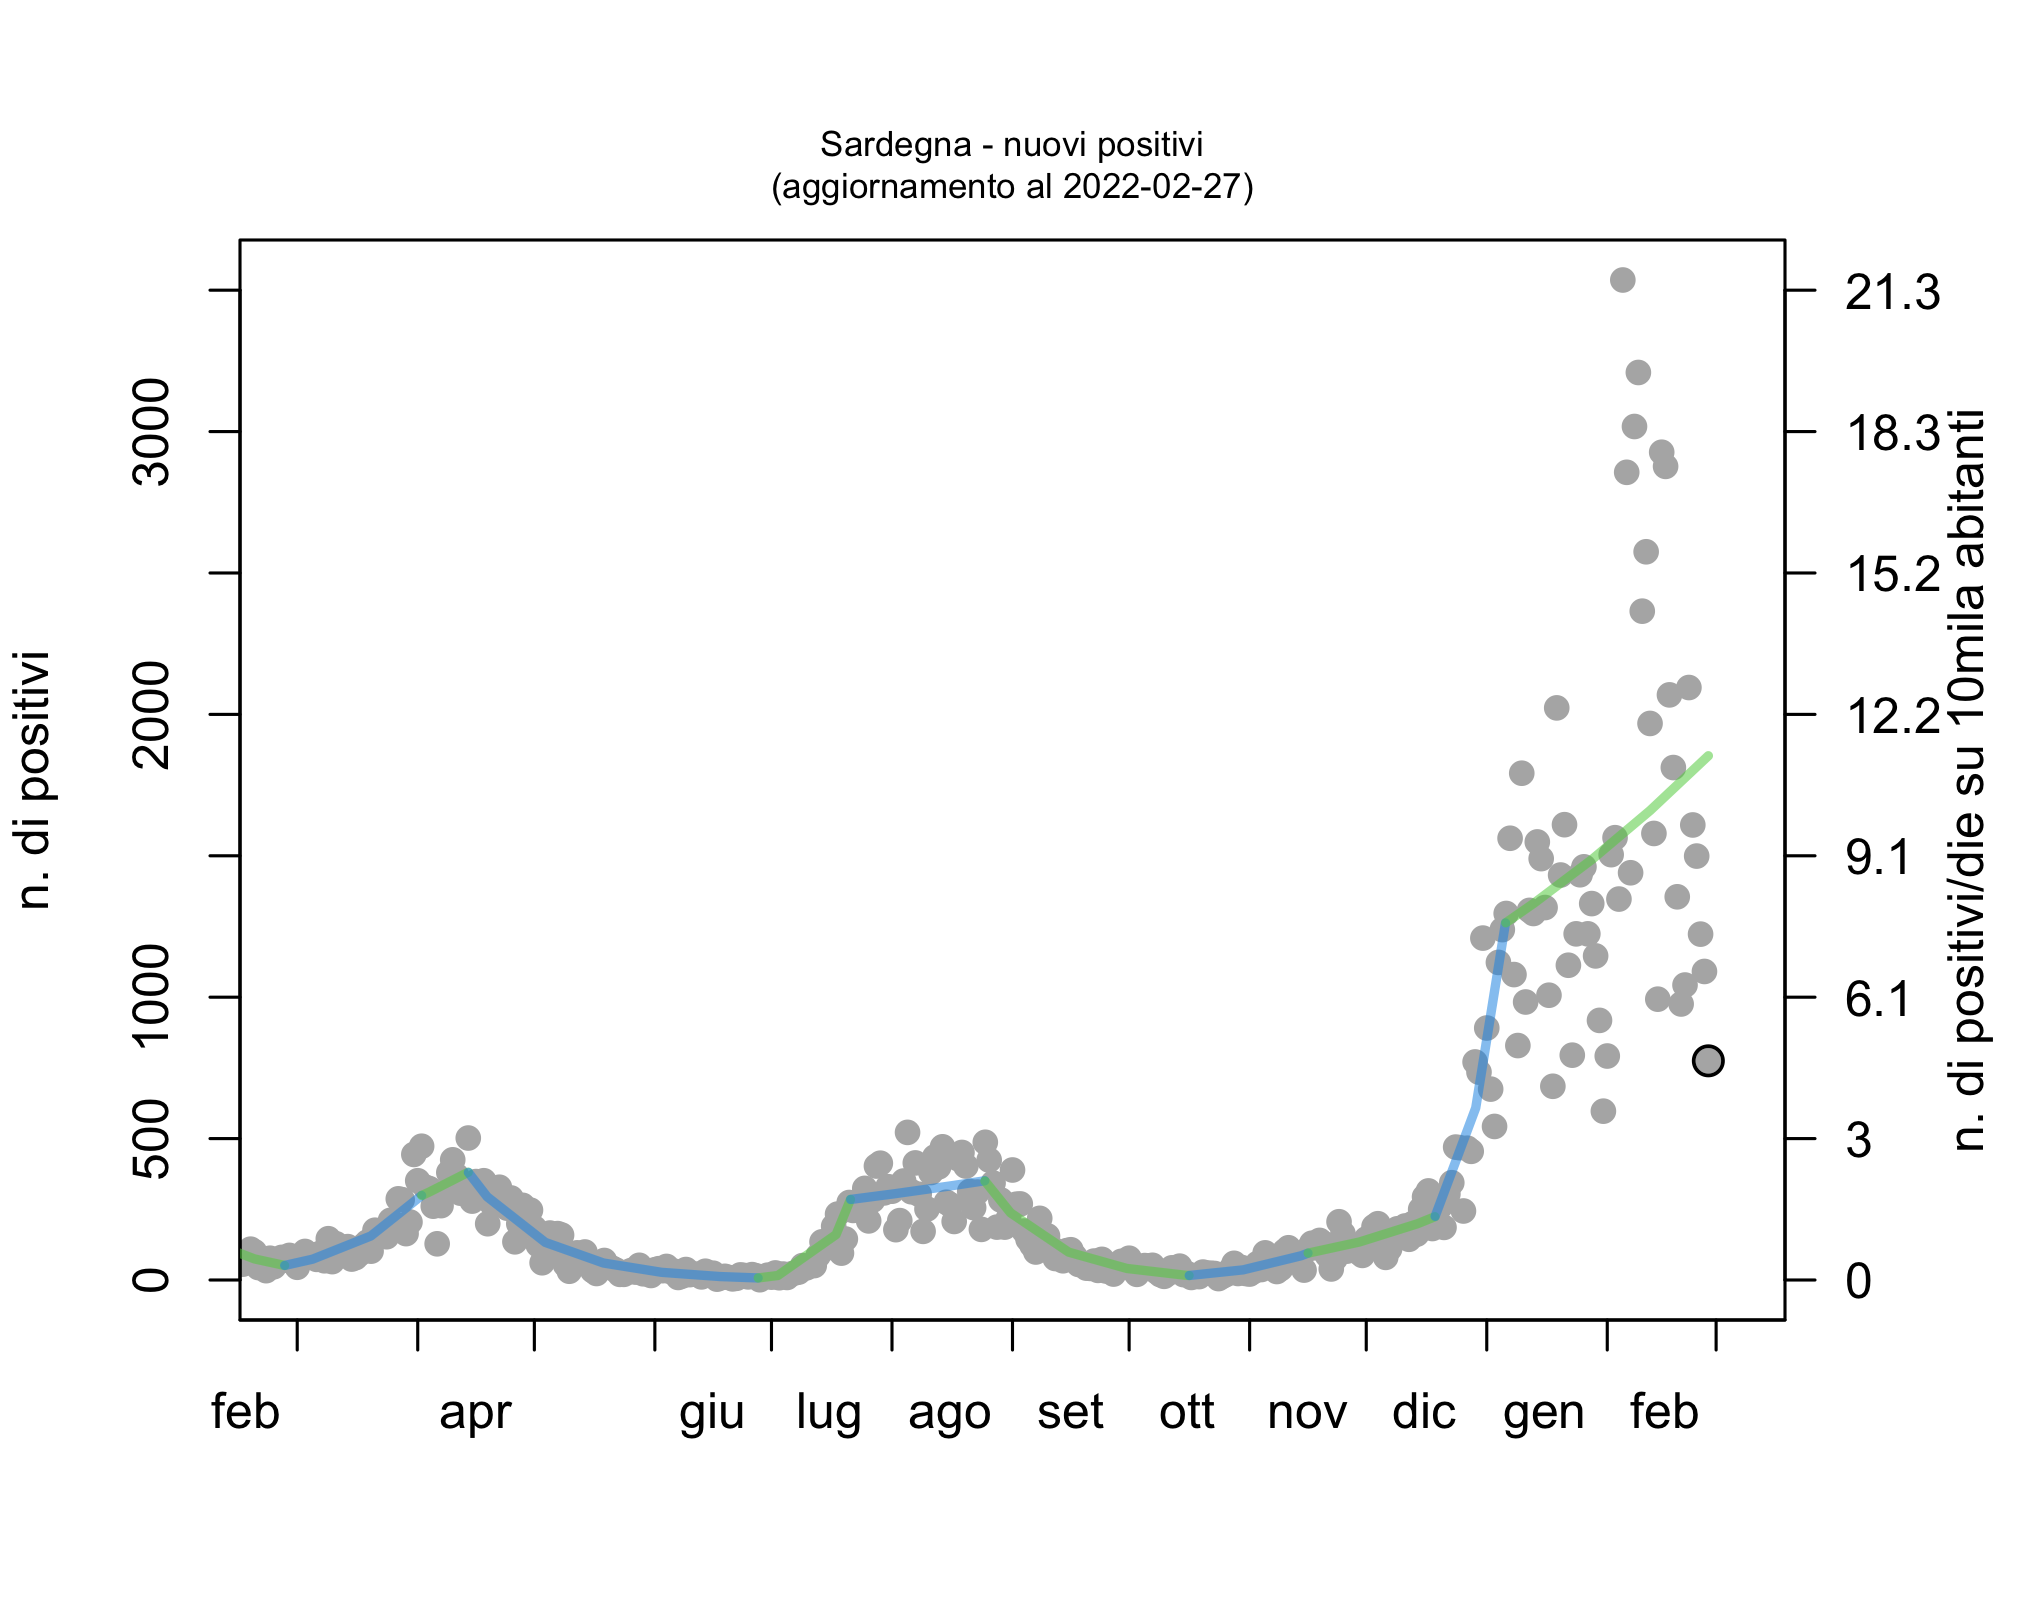 Sardegna - nuovi positivi
(aggiornamento al 2022-02-27)
n. di positivi
0
500
1000
2000
3000
21.3
18.3
15.2
12.2
9.1
6.1
3
0
n. di positivi/die su 10mila abitanti
feb apr giu lug ago set ott nov dic gen feb